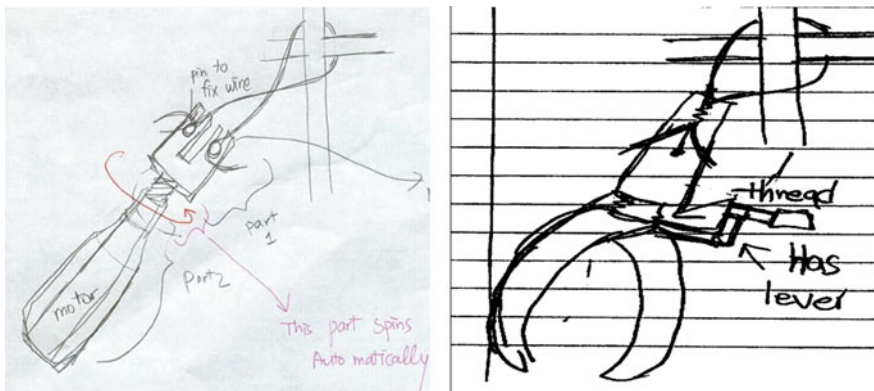 pin to
fix wire
part
1
part2
motor
This part spins
Automatically
thread
Has
lever